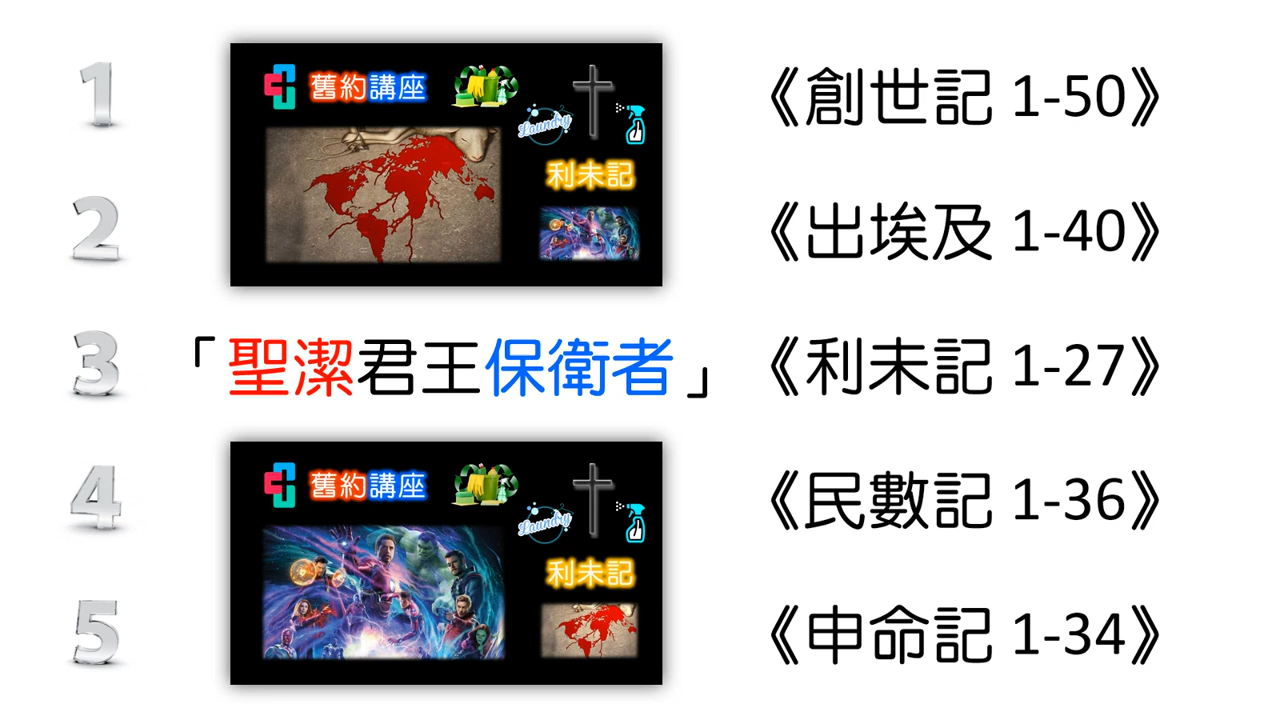 1
舊約講座
Laundry
利未記
《創世記 1-50》
2
《出埃及 1-40》
3
「聖潔君王保衛者」
《利未記 1-27》
4
舊約講座
Laundry
利未記
《民數記 1-36》
5
《申命記 1-34》